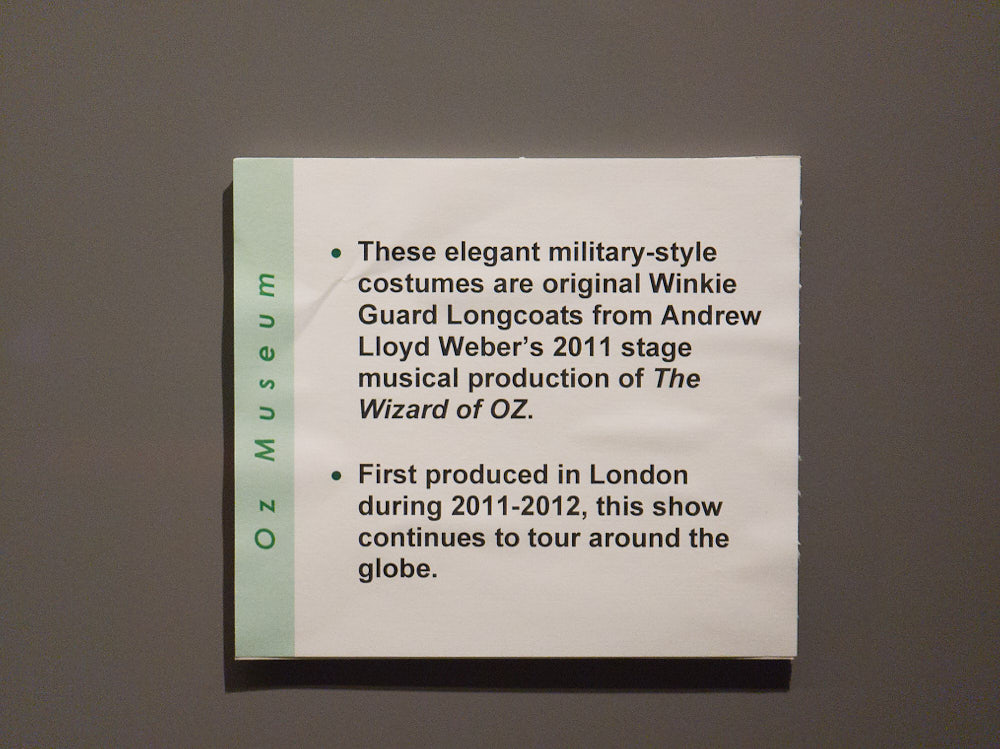 Oz Museum
• These elegant military-style
costumes are original Winkie
Guard Longcoats from Andrew
Lloyd Weber’s 2011 stage
musical production of The
Wizard of OZ.
• First produced in London
during 2011-2012, this show
continues to tour around the
globe.